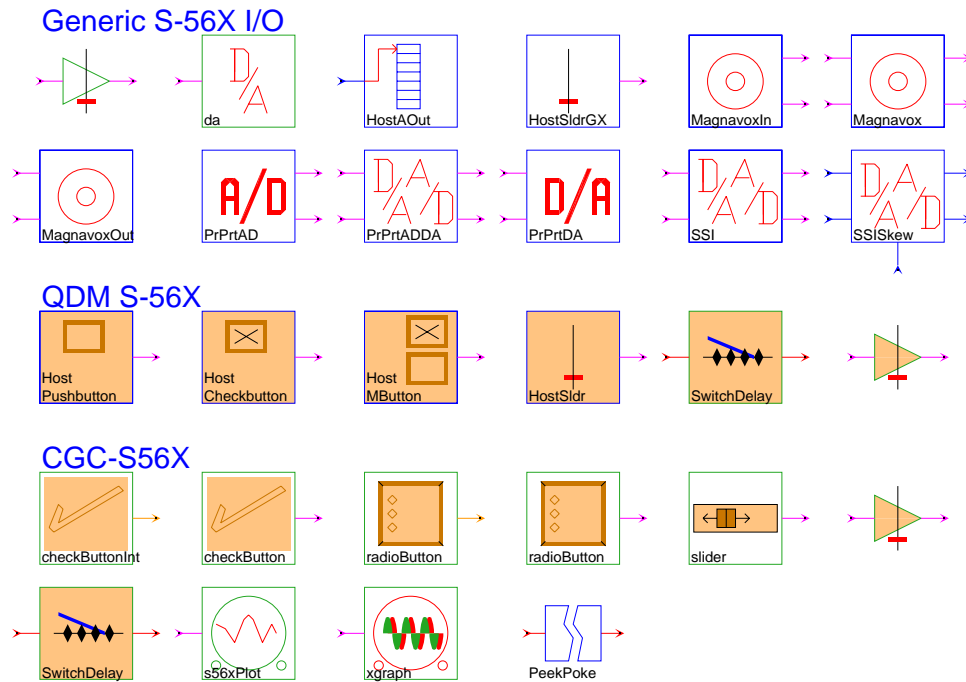 Generic S-56X I/O
D/A
da
HostAOut
HostSldrGX
MagnavoxIn
Magnavox
MagnavoxOut
A/D
PrPrtAD
D/A A/D
PrPrtADDA
D/A
PrPrtDA
D/A A/D
SSI
D/A A/D
SSISkew
QDM S-56X
Host
Pushbutton
Host
Checkbutton
Host
MButton
HostSldr
SwitchDelay
CGC-S56X
checkButtonInt
checkButton
radioButton
radioButton
slider
SwitchDelay
s56xPlot
xgraph
PeekPoke